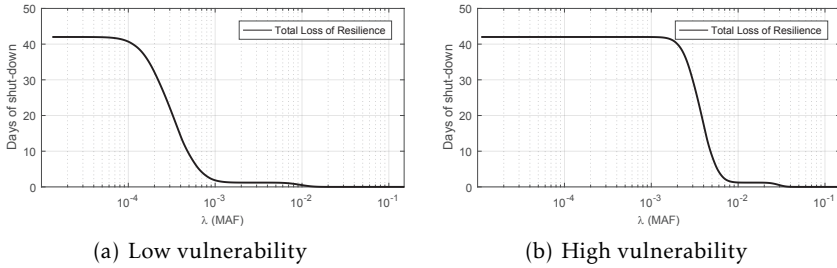 50
40
30
20
10
0
Days of shut-down
Total Loss of Resilience
10⁻⁴ 10⁻³ 10⁻² 10⁻¹
λ (MAF)
(a) Low vulnerability
50
40
30
20
10
0
Days of shut-down
Total Loss of Resilience
10⁻⁴ 10⁻³ 10⁻² 10⁻¹
λ (MAF)
(b) High vulnerability